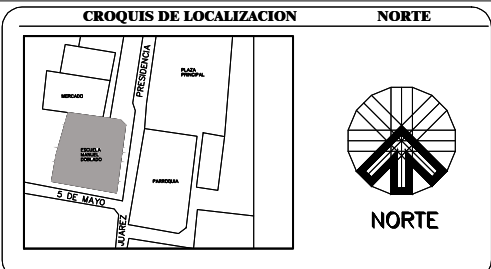 CROQUIS DE LOCALIZACION
NORTE
PRESIDENCIA
PLAZA
PRINCIPAL
MERCADO
ESCUELA
MANUEL
DOBLADO
PARROQUIA
5 DE MAYO
JUAREZ
NORTE